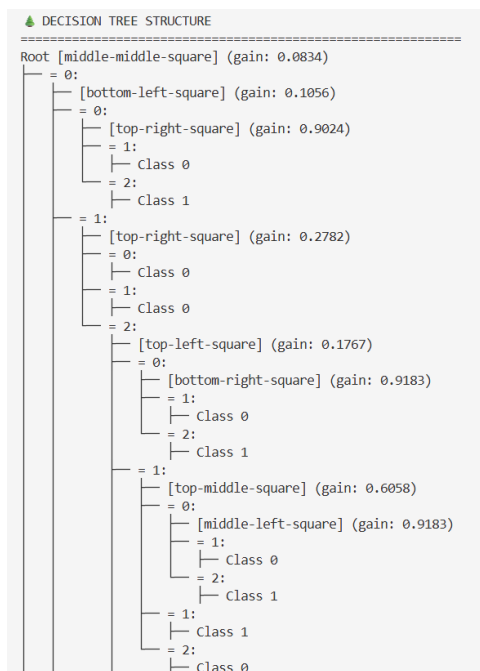 🌲 DECISION TREE STRUCTURE
============================================================
Root [middle-middle-square] (gain: 0.0834)
├── = 0:
│   ├── [bottom-left-square] (gain: 0.1056)
│   ├── = 0:
│   │   ├── [top-right-square] (gain: 0.9024)
│   │   ├── = 1:
│   │   │   ├── Class 0
│   │   └── = 2:
│   │       ├── Class 1
│   ├── = 1:
│   │   ├── [top-right-square] (gain: 0.2782)
│   │   ├── = 0:
│   │   │   ├── Class 0
│   │   ├── = 1:
│   │   │   ├── Class 0
│   │   └── = 2:
│   │       ├── [top-left-square] (gain: 0.1767)
│   │       ├── = 0:
│   │       │   ├── [bottom-right-square] (gain: 0.9183)
│   │       │   ├── = 1:
│   │       │   │   ├── Class 0
│   │       │   └── = 2:
│   │       │       ├── Class 1
│   │       ├── = 1:
│   │       │   ├── [top-middle-square] (gain: 0.6058)
│   │       │   ├── = 0:
│   │       │   │   ├── [middle-left-square] (gain: 0.9183)
│   │       │   │   ├── = 1:
│   │       │   │   │   ├── Class 0
│   │       │   │   └── = 2:
│   │       │   │       ├── Class 1
│   │       │   ├── = 1:
│   │       │   │   ├── Class 1
│   │       │   └── = 2:
│   │       │       ├── Class 0